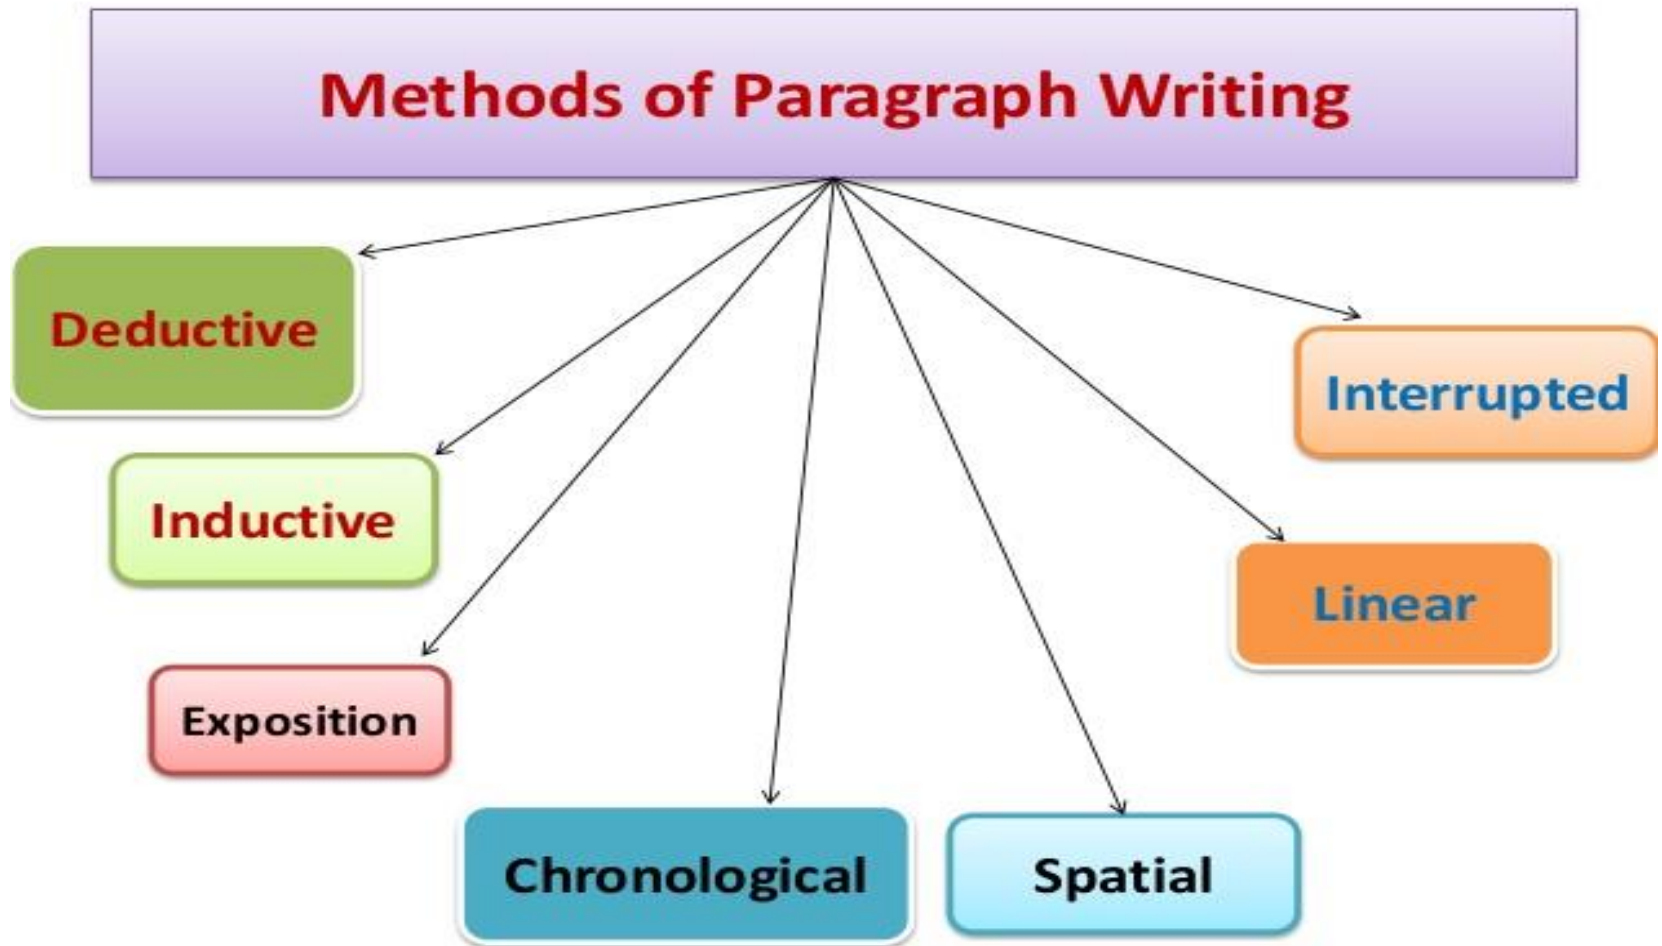 Methods of Paragraph Writing
Deductive
Interrupted
Inductive
Linear
Exposition
Chronological
Spatial